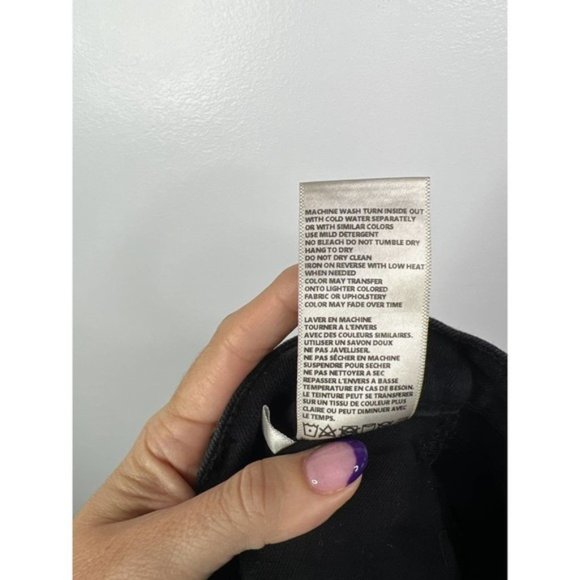 MACHINE WASH TURN INSIDE OUT
WITH COLD WATER SEPARATELY
OR WITH SIMILAR COLORS
USE MILD DETERGENT
NO BLEACH DO NOT TUMBLE DRY
HANG TO DRY
DO NOT DRY CLEAN
IRON ON REVERSE WITH LOW HEAT
WHEN NEEDED
COLOR MAY TRANSFER
ONTO LIGHTER COLORED
FABRIC OR UPHOLSTERY
COLOR MAY FADE OVER TIME
LAVER EN MACHINE
TOURNER A L'ENVERS
AVEC DES COULEURS SIMILAIRES.
UTILISER UN SAVON DOUX
NE PAS JAVELLISER.
NE PAS SÉCHER EN MACHINE
SUSPENDRE POUR SECHER
NE PAS NETTOYER A SEC
REPASSER L'ENVERS A BASSE
TEMPERATURE EN CAS DE BESOIN.
LE TEINTURE PEUT SE TRANSFERER
SUR UN TISSU DE COULEUR PLUS
CLAIRE OU PEUT DIMINUER AVEC
LE TEMPS.